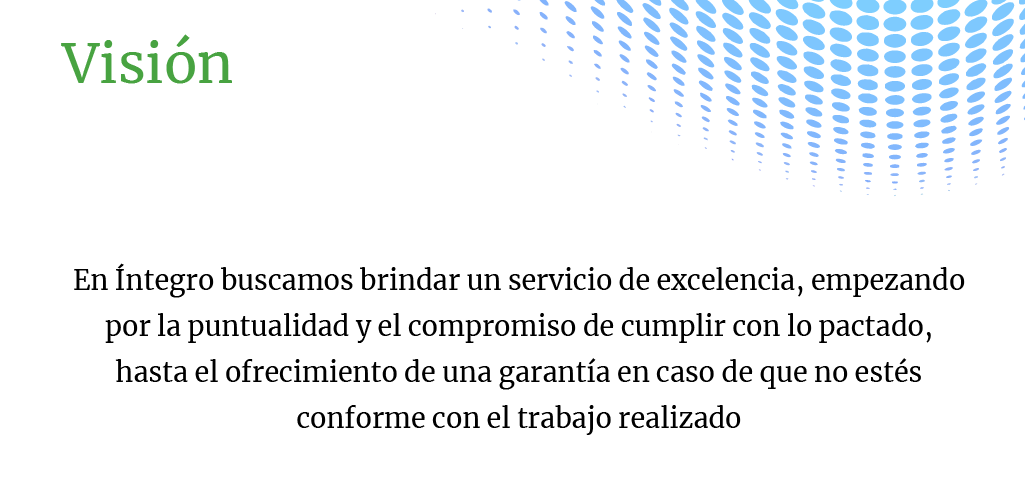 Visión
En Íntegro buscamos brindar un servicio de excelencia, empezando
por la puntualidad y el compromiso de cumplir con lo pactado,
hasta el ofrecimiento de una garantía en caso de que no estés
conforme con el trabajo realizado